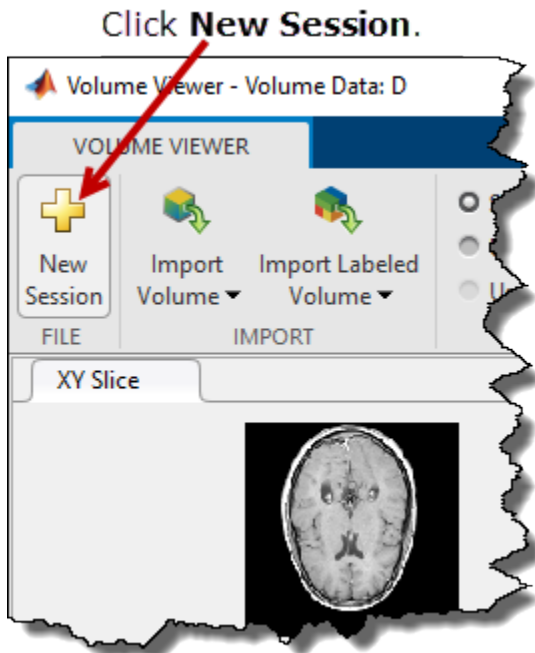 Click New Session.
Volume Viewer - Volume Data: D
VOLUME VIEWER
New Session
Import Volume
Import Labeled Volume
FILE
IMPORT
XY Slice